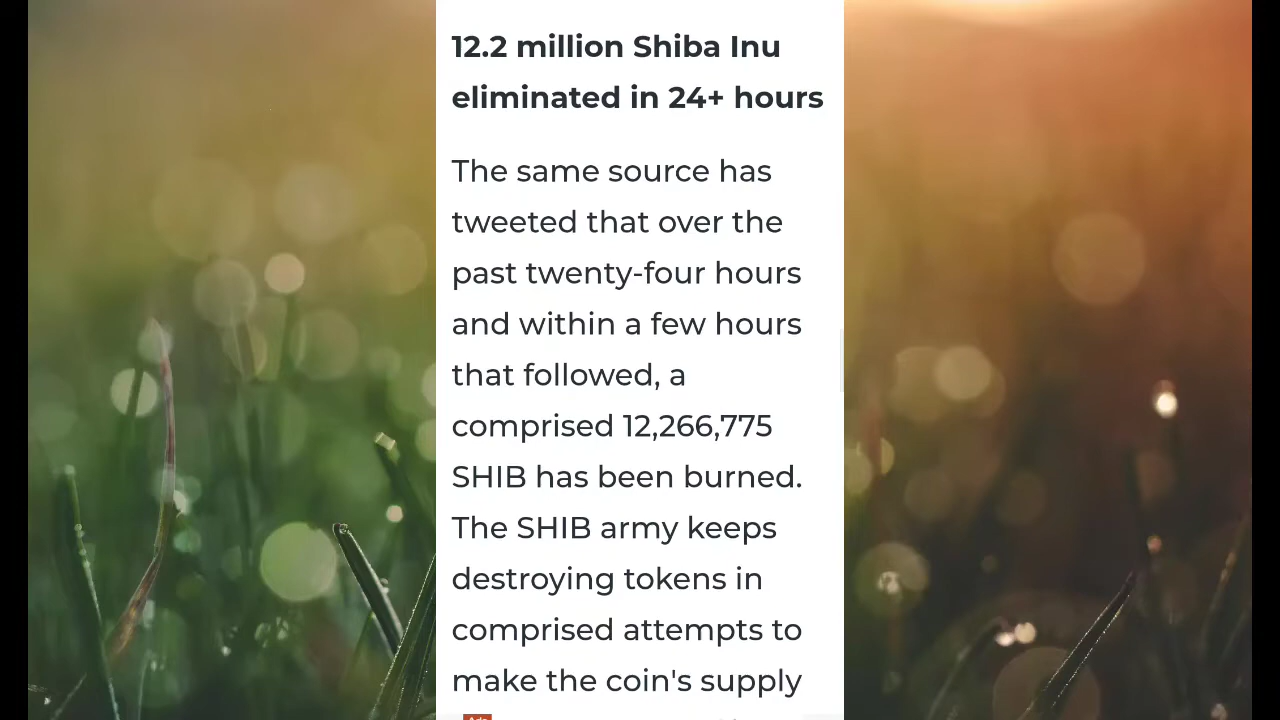 12.2 million Shiba Inu
eliminated in 24+ hours
The same source has
tweeted that over the
past twenty-four hours
and within a few hours
that followed, a
comprised 12,266,775
SHIB has been burned.
The SHIB army keeps
destroying tokens in
comprised attempts to
make the coin's supply